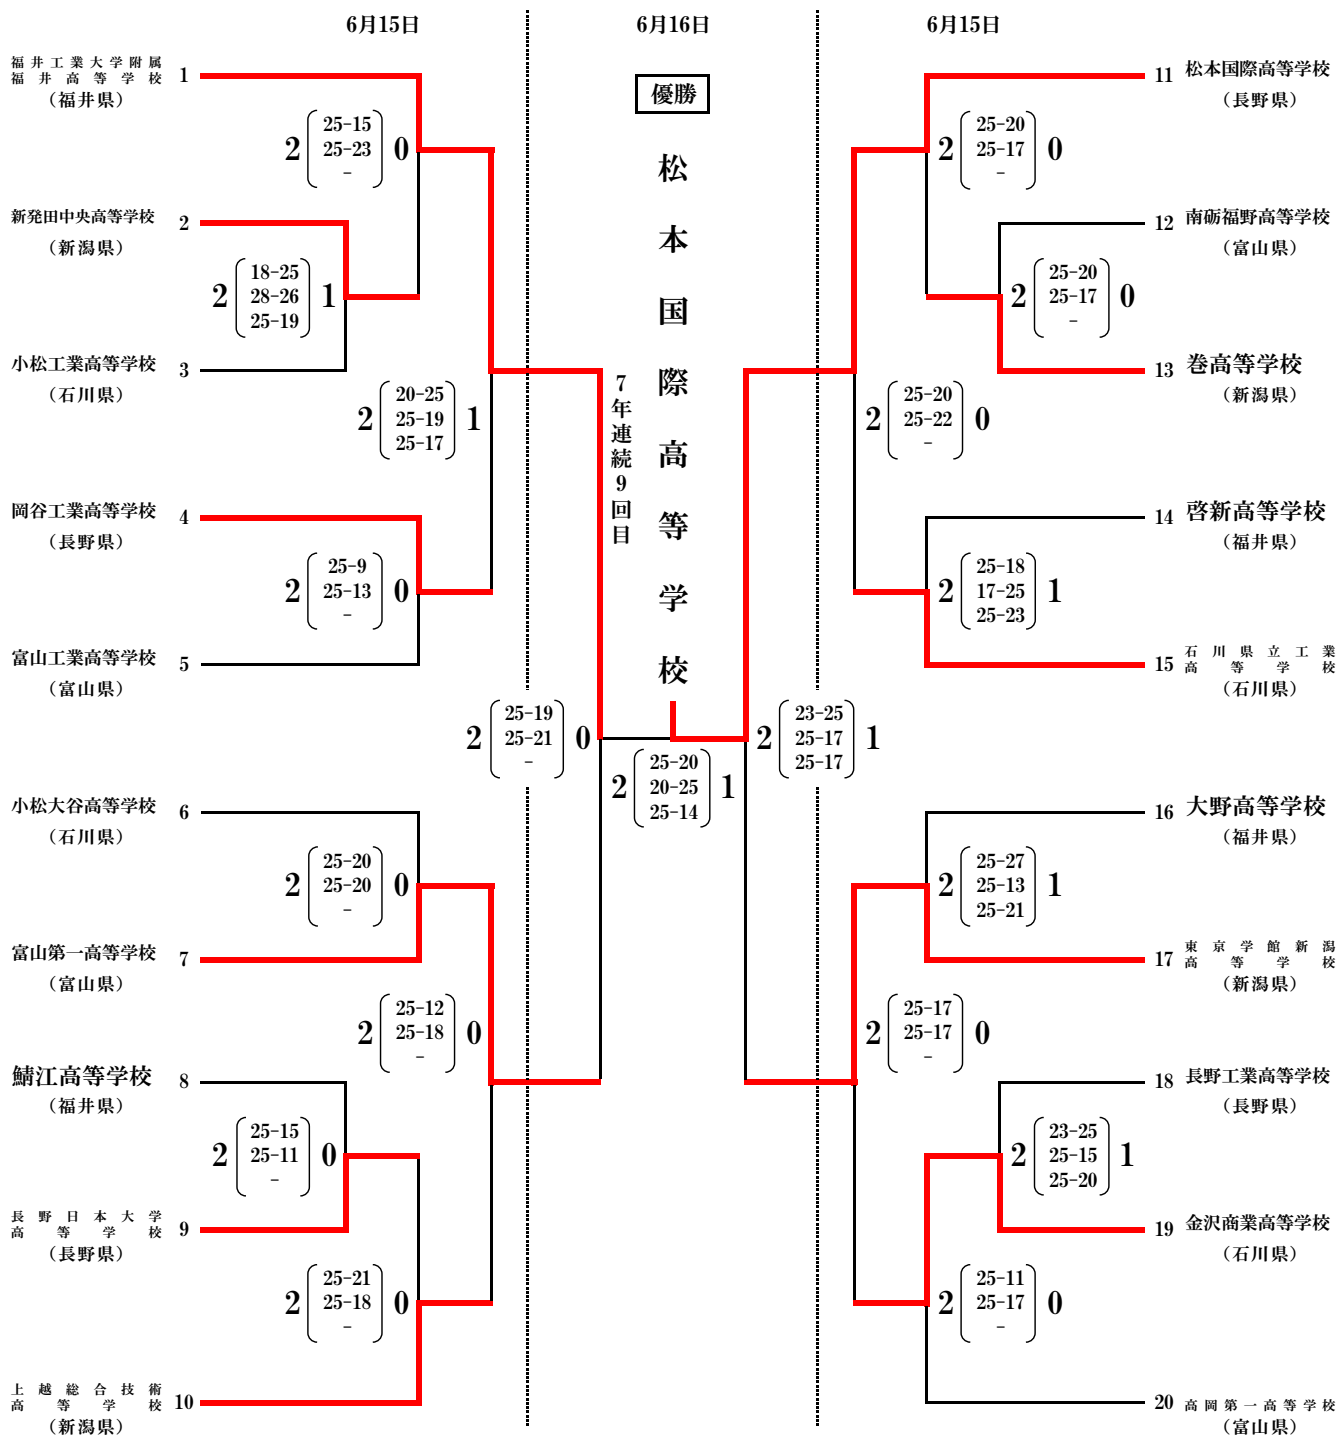 6月15日
6月16日
6月15日
優勝
松本国際高等学校
7年連続9回目
福井工業大学附属
福井高等学校
1
（福井県）
2
25-15
25-23
-
0
新発田中央高等学校
2
（新潟県）
2
18-25
28-26
25-19
1
小松工業高等学校
3
（石川県）
2
20-25
25-19
25-17
1
岡谷工業高等学校
4
（長野県）
2
25-9
25-13
-
0
富山工業高等学校
5
（富山県）
2
25-19
25-21
-
0
小松大谷高等学校
6
（石川県）
2
25-20
25-20
-
0
富山第一高等学校
7
（富山県）
2
25-12
25-18
-
0
鯖江高等学校
8
（福井県）
2
25-15
25-11
-
0
長野日本大学
高等学校
9
（長野県）
2
25-21
25-18
-
0
上越総合技術
高等学校
10
（新潟県）
2
25-20
20-25
25-14
1
11
松本国際高等学校
（長野県）
2
25-20
25-17
-
0
12
南砺福野高等学校
（富山県）
2
25-20
25-17
-
0
13
巻高等学校
（新潟県）
2
25-20
25-22
-
0
14
啓新高等学校
（福井県）
2
25-18
17-25
25-23
1
15
石川県立工業
高等学校
（石川県）
2
23-25
25-17
25-17
1
16
大野高等学校
（福井県）
2
25-27
25-13
25-21
1
17
東京学館新潟
高等学校
（新潟県）
2
25-17
25-17
-
0
18
長野工業高等学校
（長野県）
2
23-25
25-15
25-20
1
19
金沢商業高等学校
（石川県）
2
25-11
25-17
-
0
20
高岡第一高等学校
（富山県）